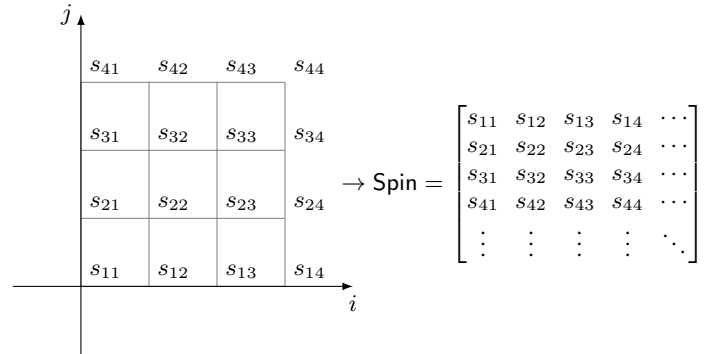 j
s₄₁ s₄₂ s₄₃ s₄₄
s₃₁ s₃₂ s₃₃ s₃₄
s₂₁ s₂₂ s₂₃ s₂₄
s₁₁ s₁₂ s₁₃ s₁₄
i
→ Spin =
s₁₁ s₁₂ s₁₃ s₁₄ ⋯
s₂₁ s₂₂ s₂₃ s₂₄ ⋯
s₃₁ s₃₂ s₃₃ s₃₄ ⋯
s₄₁ s₄₂ s₄₃ s₄₄ ⋯
⋮ ⋮ ⋮ ⋮ ⋱